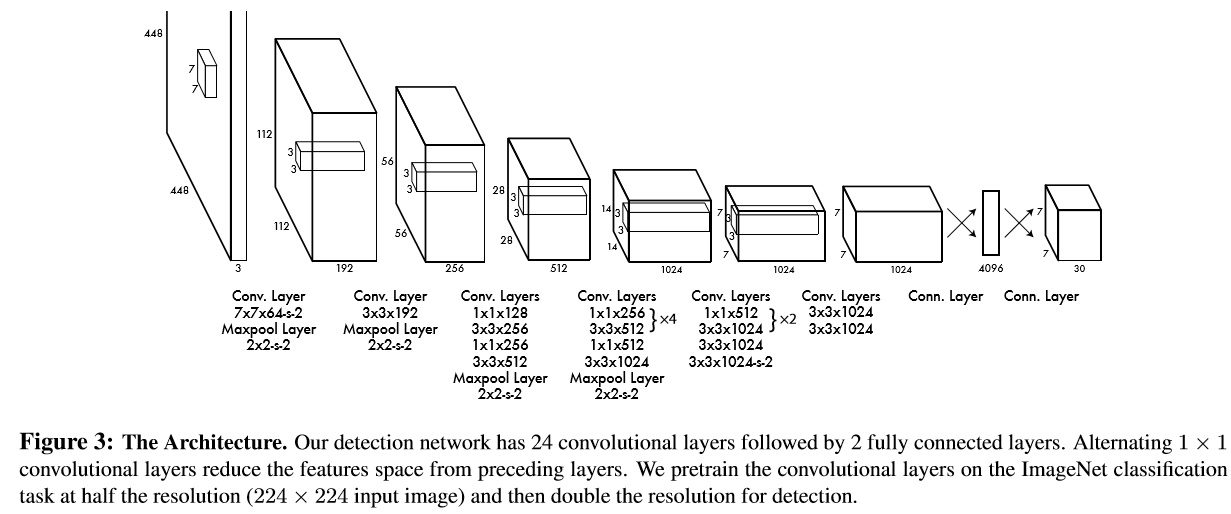 448
7
7
448
3
112
3
3
112
192
56
3
3
56
256
28
3
3
28
512
14
3
3
14
1024
7
3
3
7
1024
7
7
1024
4096
7
7
30
Conv. Layer
7x7x64-s-2
Maxpool Layer
2x2-s-2
Conv. Layer
3x3x192
Maxpool Layer
2x2-s-2
Conv. Layers
1x1x128
3x3x256
1x1x256
3x3x512
Maxpool Layer
2x2-s-2
Conv. Layers
1x1x256
3x3x512 }×4
1x1x512
3x3x1024
Maxpool Layer
2x2-s-2
Conv. Layers
1x1x512
3x3x1024 }×2
3x3x1024
3x3x1024-s-2
Conv. Layers
3x3x1024
3x3x1024
Conn. Layer
Conn. Layer
Figure 3: The Architecture. Our detection network has 24 convolutional layers followed by 2 fully connected layers. Alternating 1 × 1
convolutional layers reduce the features space from preceding layers. We pretrain the convolutional layers on the ImageNet classification
task at half the resolution (224 × 224 input image) and then double the resolution for detection.